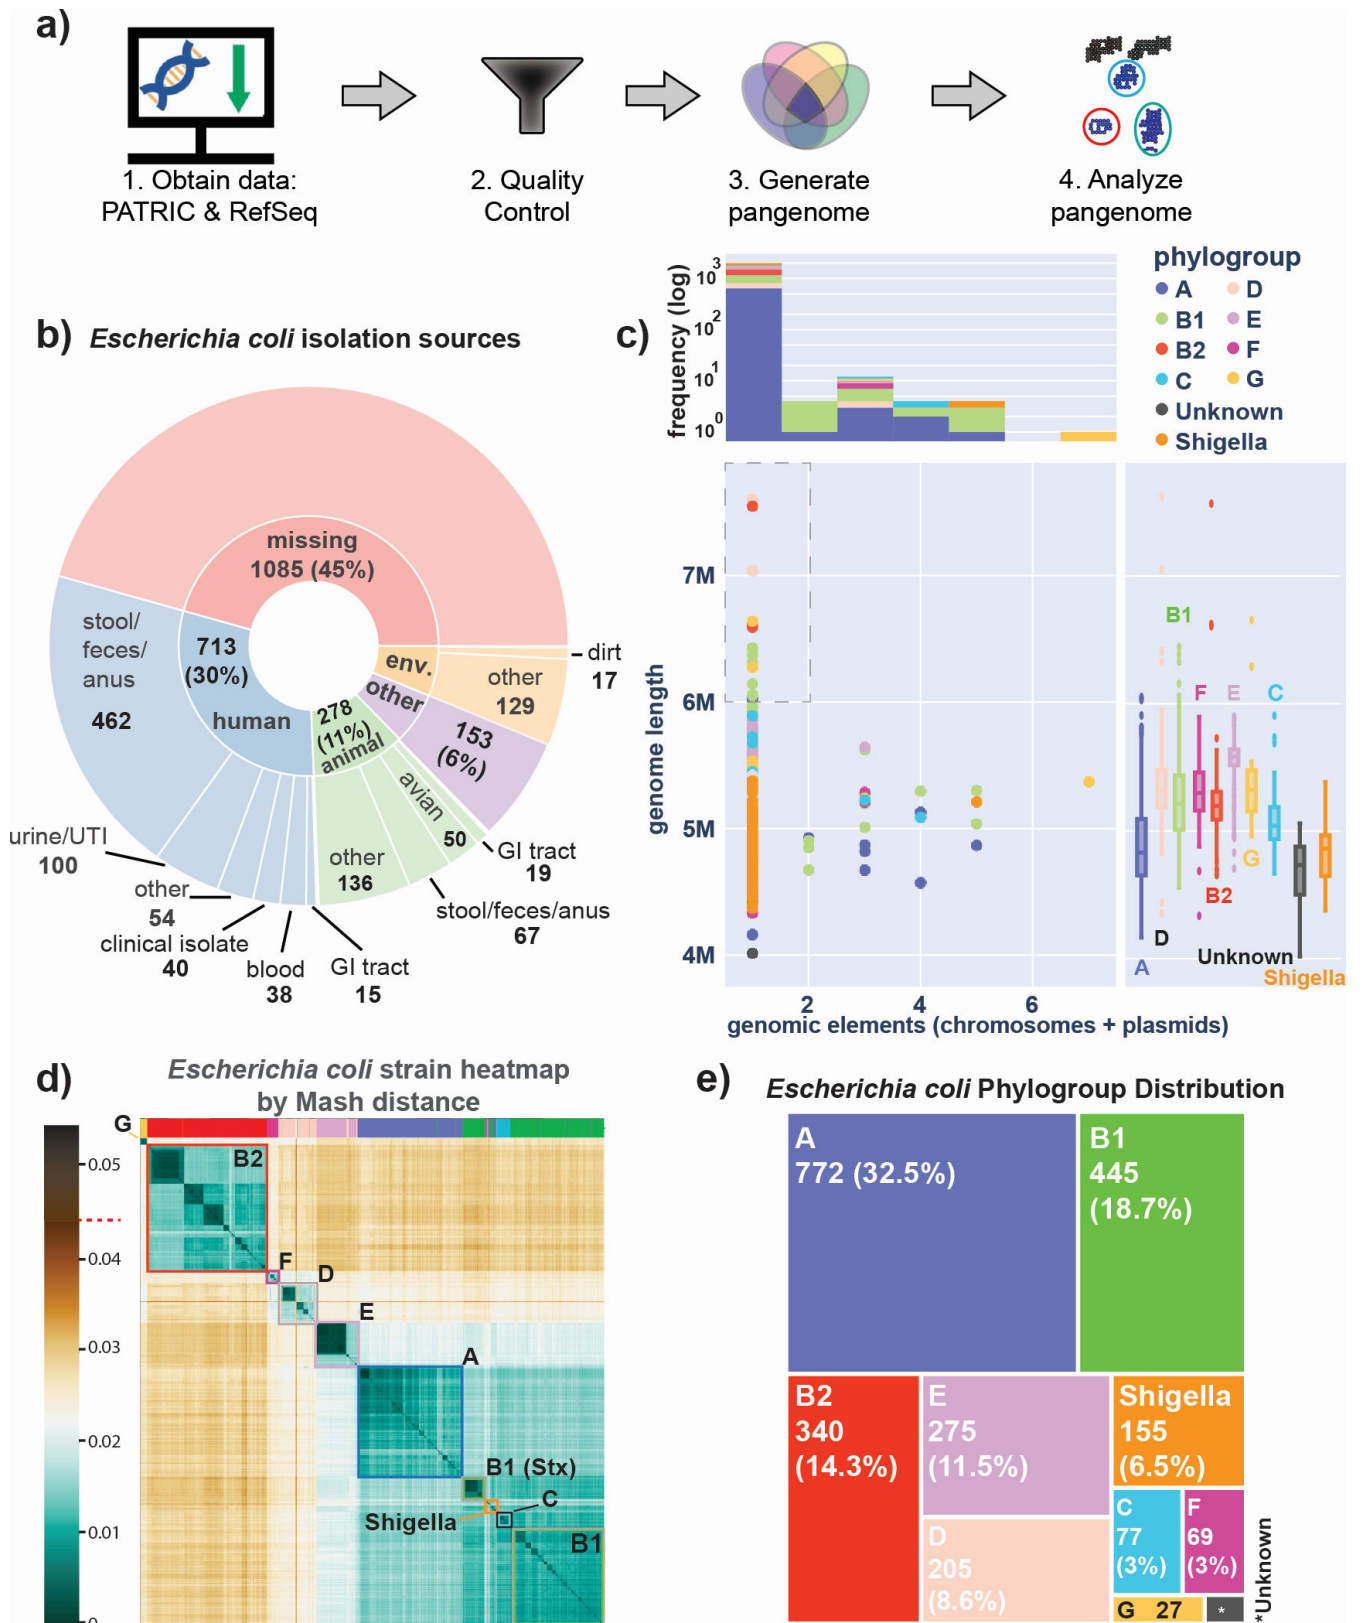 a)
1. Obtain data:
PATRIC & RefSeq
2. Quality
Control
3. Generate
pangenome
4. Analyze
pangenome
b) Escherichia coli isolation sources
missing
1085 (45%)
stool/
feces/
anus
462
713
(30%)
human
278
(11%)
animal
env.
other
153
(6%)
other
129
dirt
17
urine/UTI
100
other
54
clinical isolate
40
blood
38
GI tract
15
other
136
avian
50
GI tract
19
stool/feces/anus
67
c)
frequency (log)
10 3
10 2
10 1
10 0
phylogroup
A
D
B1
E
B2
F
C
G
Unknown
Shigella
genome length
7M
6M
5M
4M
2
4
6
genomic elements (chromosomes + plasmids)
B1
F
E
C
G
B2
D
A
Unknown
Shigella
d)
Escherichia coli strain heatmap
by Mash distance
0.05
0.04
0.03
0.02
0.01
G
B2
F
D
E
A
B1 (Stx)
C
Shigella
B1
e)
Escherichia coli Phylogroup Distribution
A
772 (32.5%)
B1
445
(18.7%)
B2
340
(14.3%)
E
275
(11.5%)
Shigella
155
(6.5%)
D
205
(8.6%)
C
77
(3%)
F
69
(3%)
G 27
*
*Unknown